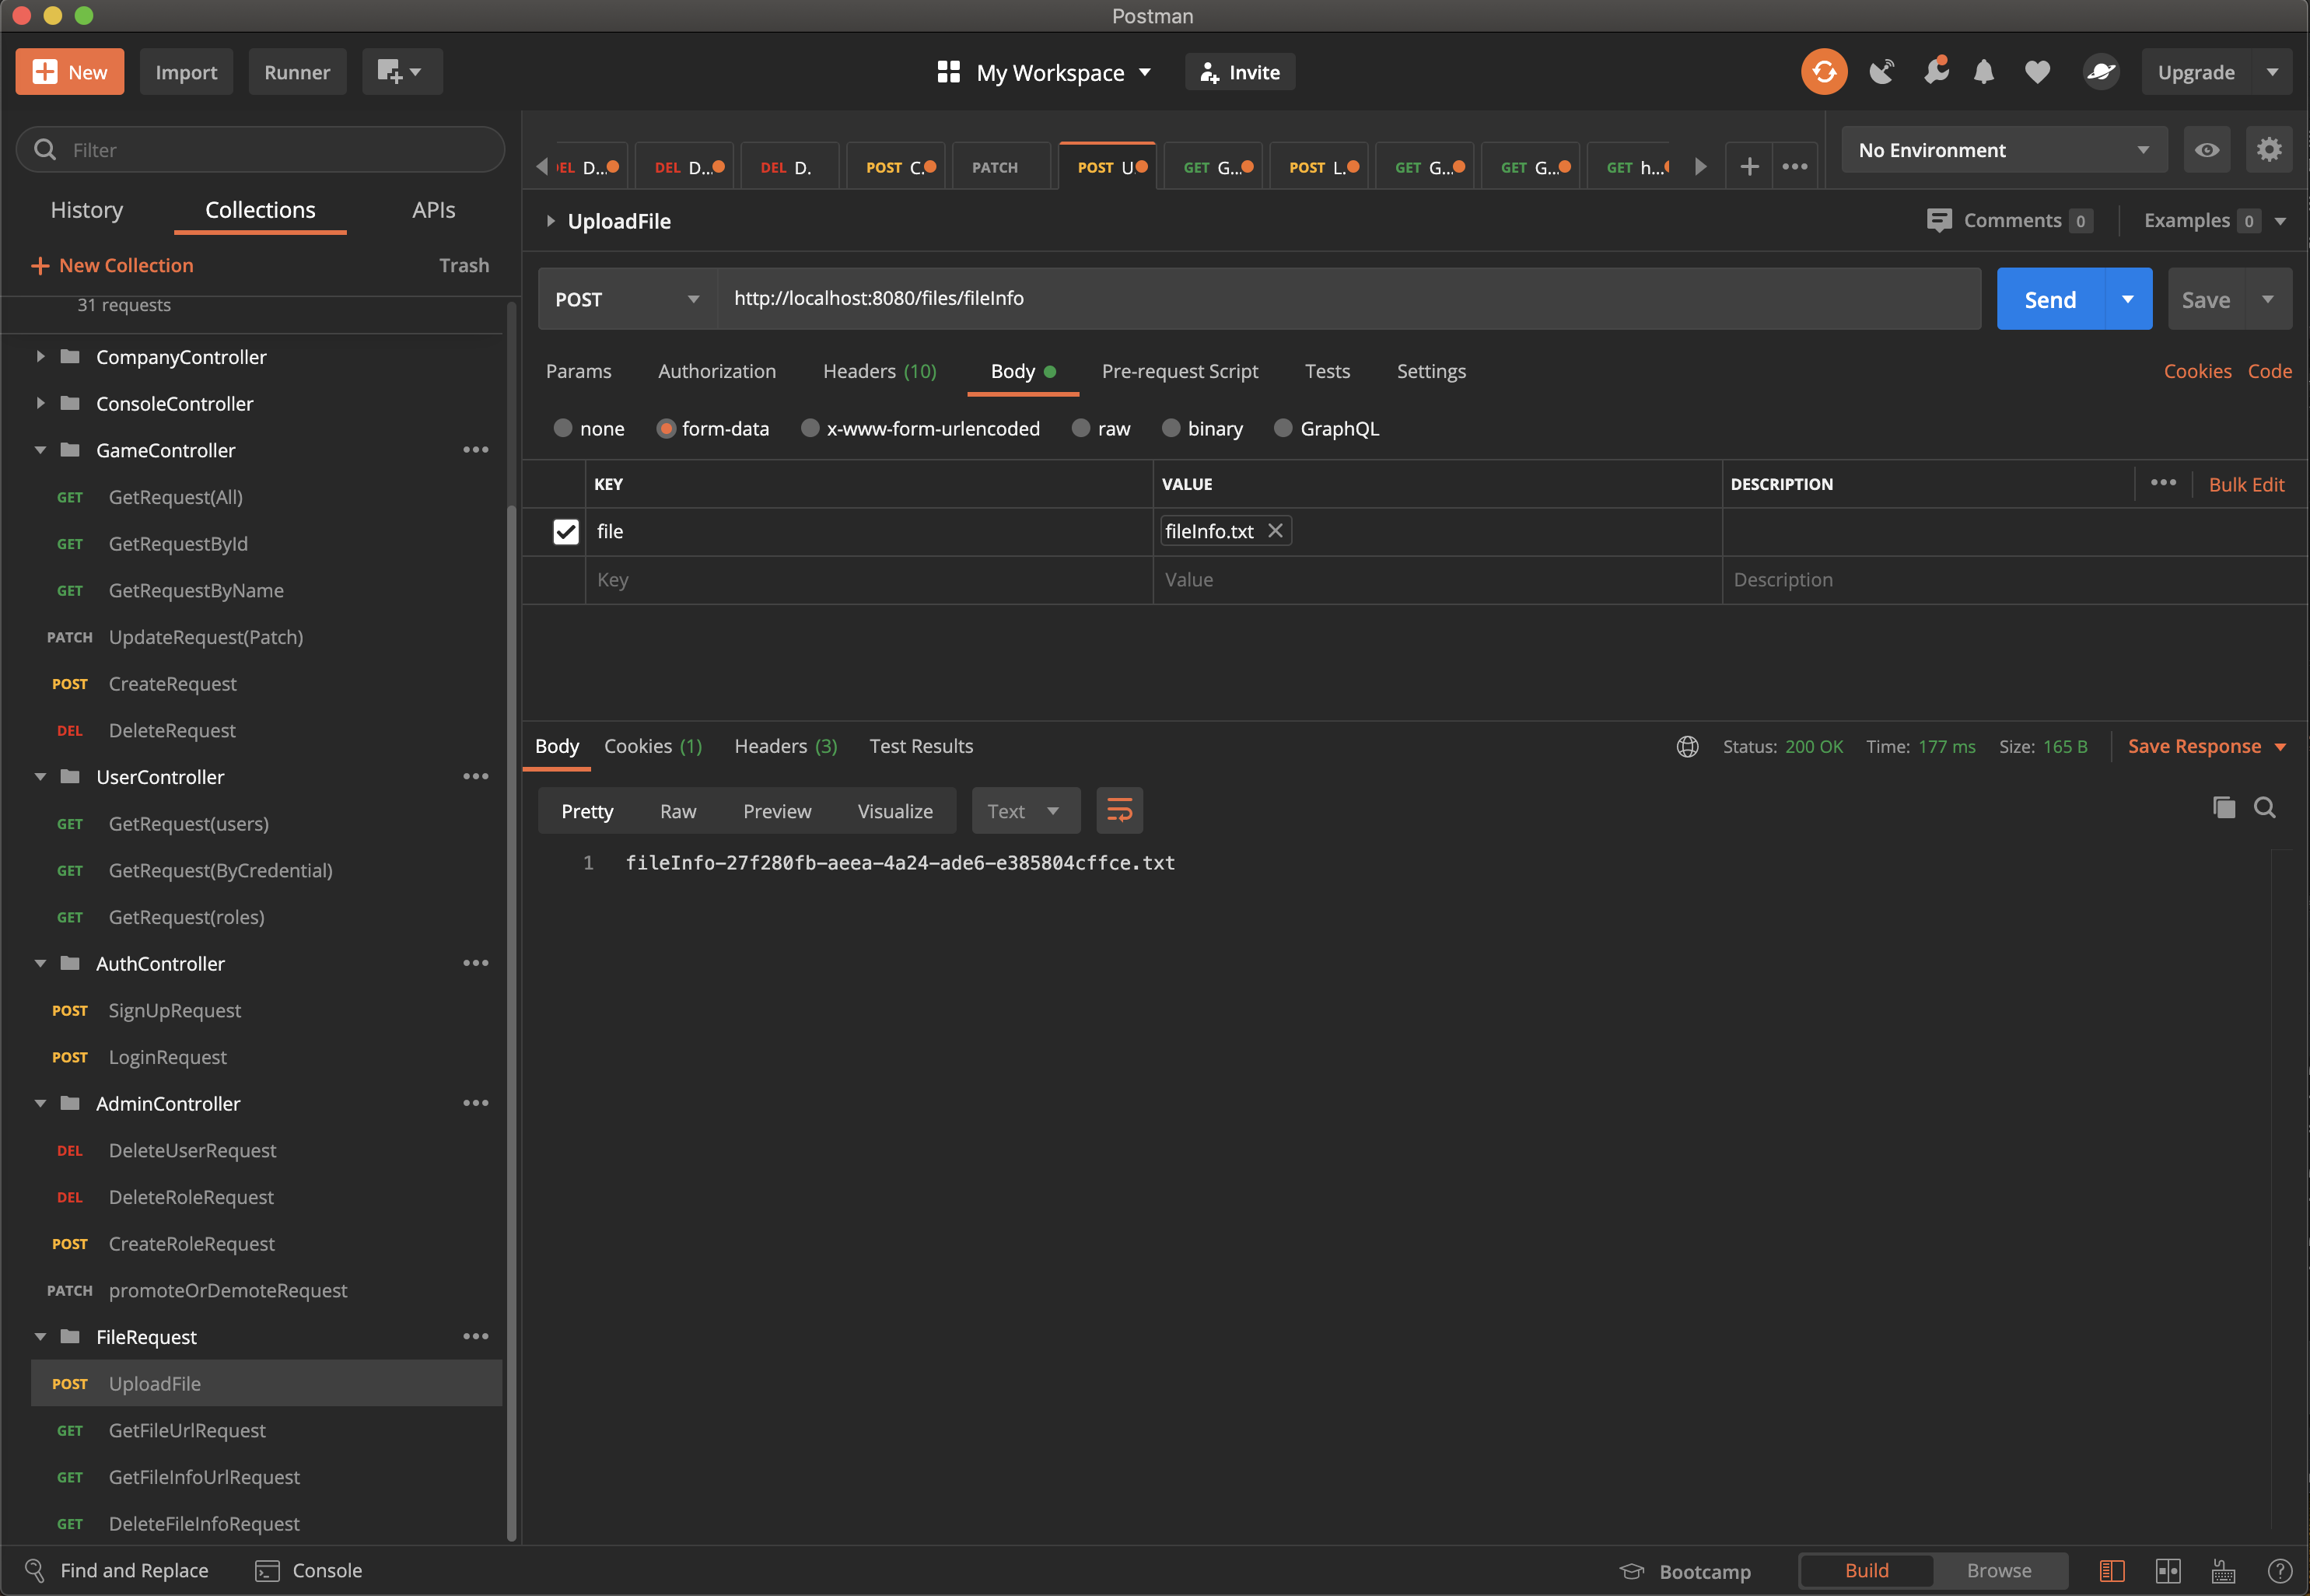 Postman
New
Import
Runner
My Workspace
Invite
Upgrade
Filter
DEL D...
DEL D.
POST C.
PATCH
POST U
GET G...
POST L.
GET G...
GET G...
GET h...
No Environment
History
Collections
APIs
New Collection
Trash
31 requests
CompanyController
ConsoleController
GameController
GET GetRequest(All)
GET GetRequestById
GET GetRequestByName
PATCH UpdateRequest(Patch)
POST CreateRequest
DEL DeleteRequest
UserController
GET GetRequest(users)
GET GetRequest(ByCredential)
GET GetRequest(roles)
AuthController
POST SignUpRequest
POST LoginRequest
AdminController
DEL DeleteUserRequest
DEL DeleteRoleRequest
POST CreateRoleRequest
PATCH promoteOrDemoteRequest
FileRequest
POST UploadFile
GET GetFileUrlRequest
GET GetFileInfoUrlRequest
GET DeleteFileInfoRequest
UploadFile
Comments 0
Examples 0
POST
http://localhost:8080/files/fileInfo
Send
Save
Params
Authorization
Headers (10)
Body
Pre-request Script
Tests
Settings
Cookies
Code
none
form-data
x-www-form-urlencoded
raw
binary
GraphQL
KEY
VALUE
DESCRIPTION
Bulk Edit
file
fileInfo.txt
Key
Value
Description
Body
Cookies (1)
Headers (3)
Test Results
Status: 200 OK
Time: 177 ms
Size: 165 B
Save Response
Pretty
Raw
Preview
Visualize
Text
1 fileInfo-27f280fb-aeea-4a24-ade6-e385804cffce.txt
Find and Replace
Console
Bootcamp
Build
Browse